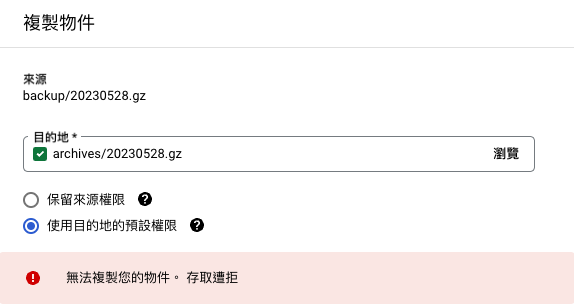 複製物件
來源
backup/20230528.gz
目的地 *
archives/20230528.gz 瀏覽
保留來源權限 ?
使用目的地的預設權限 ?
! 無法複製您的物件。 存取遭拒